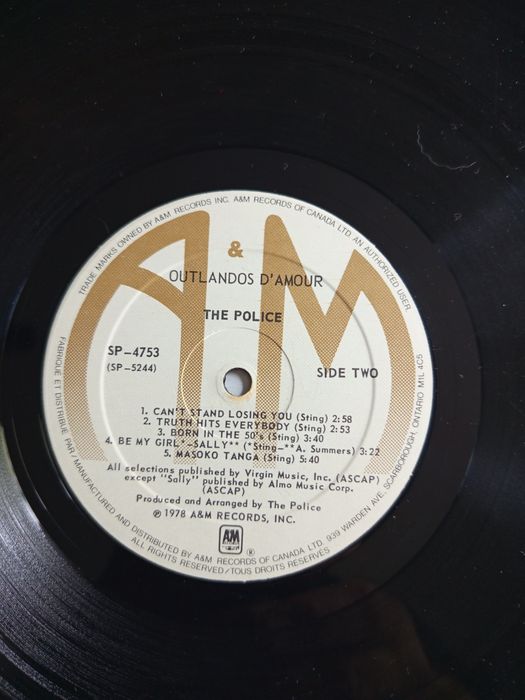 TRADE MARKS OWNED BY A&M RECORDS INC. A&M RECORDS OF CANADA LTD AN AUTHORIZED USER.
A & M
OUTLANDOS D'AMOUR
THE POLICE
SP-4753
(SP-5244)
SIDE TWO
1. CAN'T STAND LOSING YOU (Sting) 2:58
2. TRUTH HITS EVERYBODY (Sting) 2:53
3. BORN IN THE 50's (Sting) 3:40
4. BE MY GIRL*-SALLY** (*Sting-**A. Summers) 3:22
5. MASOKO TANGA (Sting) 5:40
All selections published by Virgin Music, Inc. (ASCAP)
except "Sally" published by Almo Music Corp.
(ASCAP)
Produced and Arranged by The Police
℗ 1978 A&M RECORDS, INC.
A&M
®
FABRIQUE ET DISTRIBUE PAR/MANUFACTURED AND DISTRIBUTED BY A&M RECORDS OF CANADA LTD. 939 WARDEN AVE, SCARBOROUGH, ONTARIO M1L 4C5
ALL RIGHTS RESERVED/TOUS DROITS RESERVES